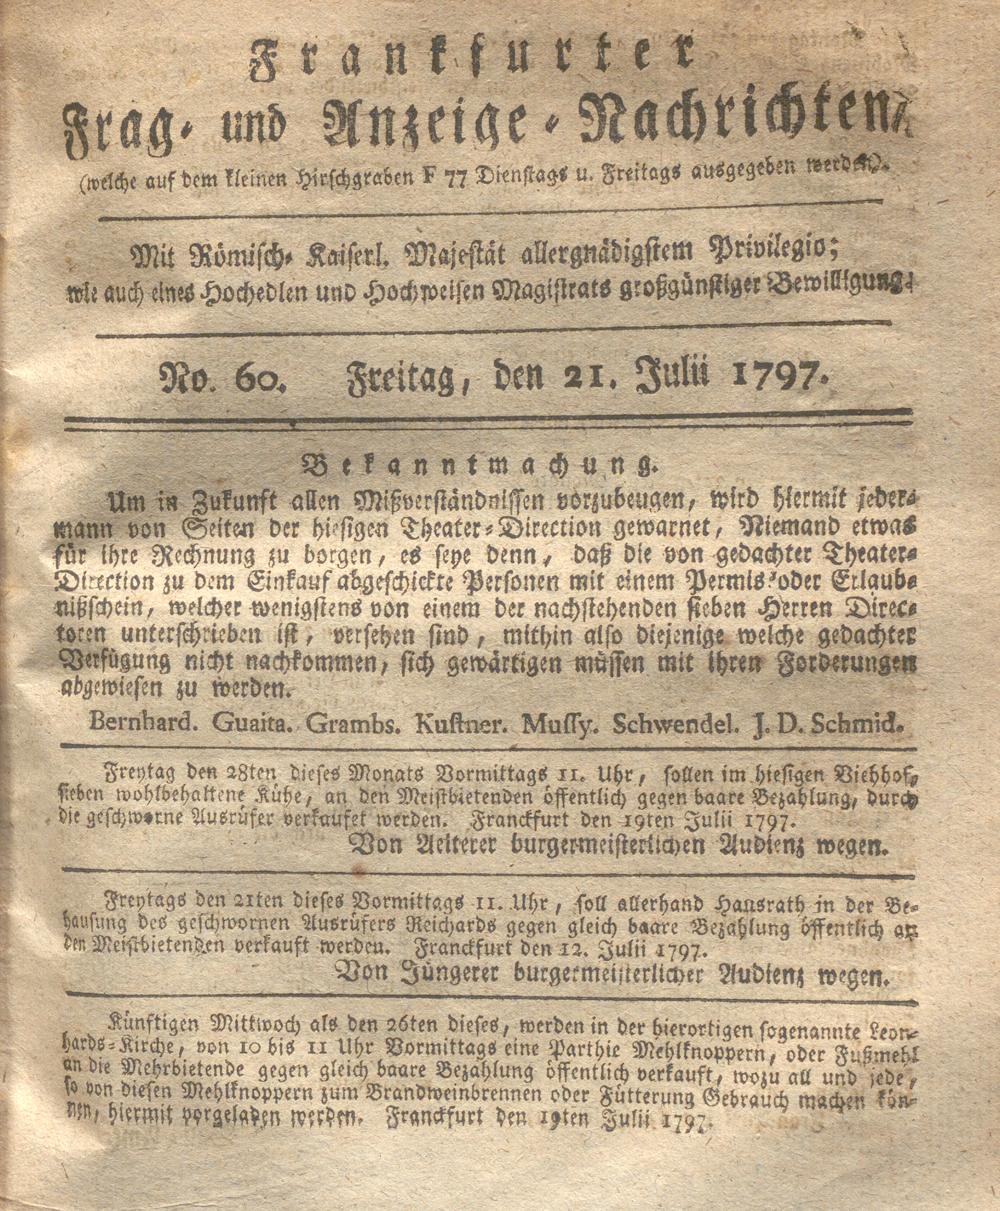 Frankfurter
Frag- und Anzeige-Nachrichten,
(welche auf dem kleinen Hirschgraben F 77 Dienstags u. Freitags ausgegeben werden).
Mit Römisch-Kaiserl. Majestät allergnädigstem Privilegio;
wie auch eines Hochedlen und Hochweisen Magistrats großgünstiger Bewilligung!
No. 60. Freitag, den 21. Julii 1797.
Bekanntmachung.
Um in Zukunft allen Mißverständnissen vorzubeugen, wird hiermit jeder-
mann von Seiten der hiesigen Theater-Direction gewarnet, Niemand etwas
für ihre Rechnung zu borgen, es seye denn, daß die von gedachter Theater-
Direction zu dem Einkauf abgeschickte Personen mit einem Permis- oder Erlaub-
nißschein, welcher wenigstens von einem der nachstehenden sieben Herren Direc-
toren unterschrieben ist, versehen sind, mithin also diejenige welche gedachter
Verfügung nicht nachkommen, sich gewärtigen müssen mit ihren Forderungen
abgewiesen zu werden.
Bernhard. Guaita. Grambs. Kuſtner. Muſſy. Schwendel. J. D. Schmid.
Freytag den 28ten dieses Monats Vormittags 11. Uhr, sollen im hiesigen Viehhof,
sieben wohlbehaltene Kühe, an den Meistbietenden öffentlich gegen baare Bezahlung, durch
die geschworne Ausrüfer verkaufet werden. Franckfurt den 19ten Julii 1797.
Von Aelterer burgermeisterlichen Audienz wegen.
Freytags den 21ten dieses Vormittags 11. Uhr, soll allerhand Hausrath in der Be-
hausung des geschwornen Ausrüfers Reichards gegen gleich baare Bezahlung öffentlich an
den Meistbietenden verkauft werden. Franckfurt den 12. Julii 1797.
Von Jüngerer burgermeisterlicher Audienz wegen.
Künftigen Mittwoch als den 26ten dieses, werden in der hierortigen sogenannte Leon-
hards-Kirche, von 10 bis 11 Uhr Vormittags eine Parthie Mehlknoppern, oder Fußmehl
an die Mehrbietende gegen gleich baare Bezahlung öffentlich verkauft, wozu all und jede,
so von diesen Mehlknoppern zum Brandweinbrennen oder Fütterung Gebrauch machen kön-
nen, hiermit vorgeladen werden. Franckfurt den 19ten Julii 1797.